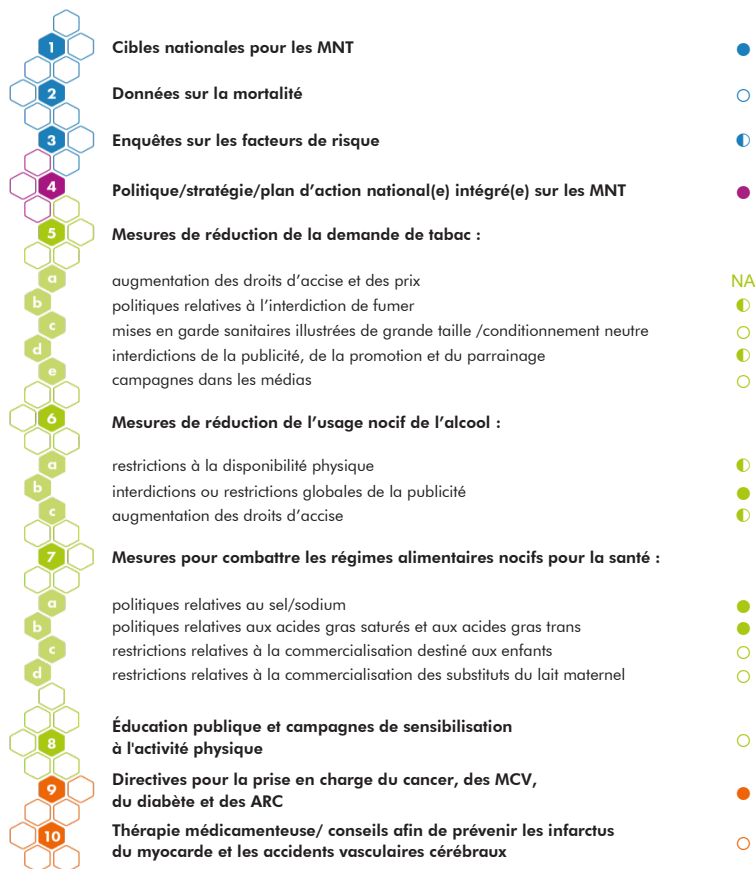 1 Cibles nationales pour les MNT ●
2 Données sur la mortalité ○
3 Enquêtes sur les facteurs de risque ◐
4 Politique/stratégie/plan d'action national(e) intégré(e) sur les MNT ●
5 Mesures de réduction de la demande de tabac :
a augmentation des droits d'accise et des prix NA
b politiques relatives à l'interdiction de fumer ◐
c mises en garde sanitaires illustrées de grande taille /conditionnement neutre ○
d interdictions de la publicité, de la promotion et du parrainage ◐
e campagnes dans les médias ○
6 Mesures de réduction de l'usage nocif de l'alcool :
a restrictions à la disponibilité physique ◐
b interdictions ou restrictions globales de la publicité ●
c augmentation des droits d'accise ◐
7 Mesures pour combattre les régimes alimentaires nocifs pour la santé :
a politiques relatives au sel/sodium ●
b politiques relatives aux acides gras saturés et aux acides gras trans ●
c restrictions relatives à la commercialisation destiné aux enfants ○
d restrictions relatives à la commercialisation des substituts du lait maternel ○
8 Éducation publique et campagnes de sensibilisation
à l'activité physique ○
9 Directives pour la prise en charge du cancer, des MCV,
du diabète et des ARC ●
10 Thérapie médicamenteuse/ conseils afin de prévenir les infarctus
du myocarde et les accidents vasculaires cérébraux ○